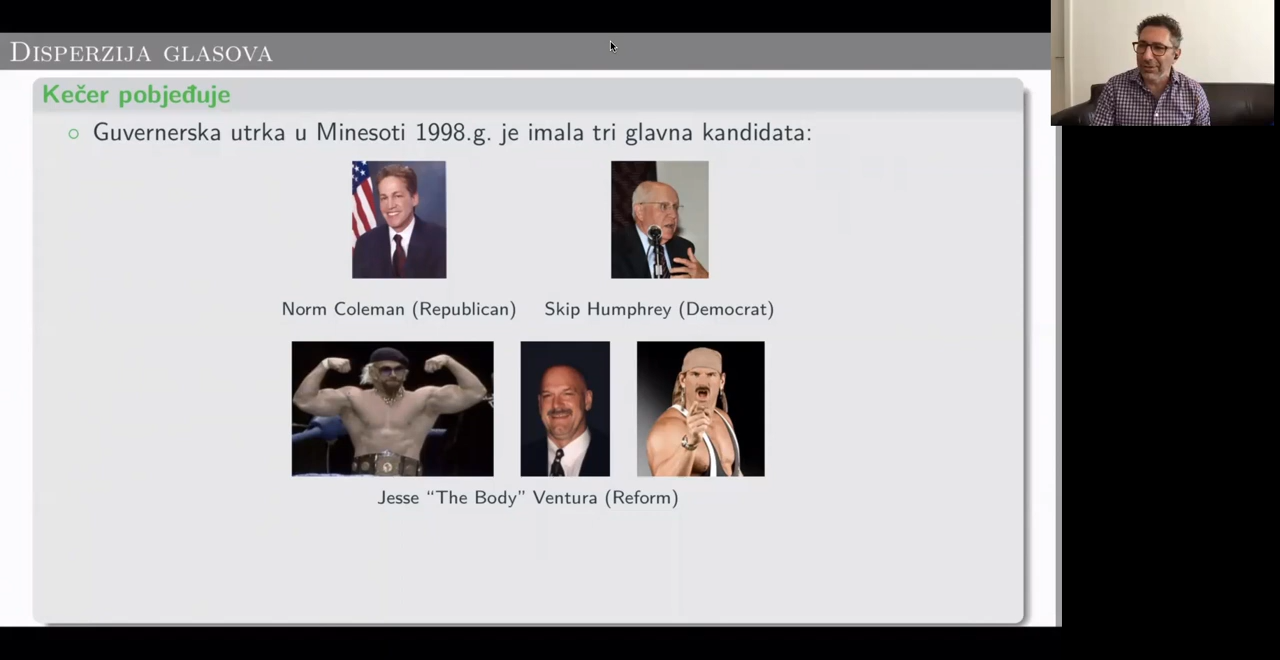 Disperzija glasova
Kečer pobjeđuje
Guvernerska utrka u Minesoti 1998.g. je imala tri glavna kandidata:
Norm Coleman (Republican) Skip Humphrey (Democrat)
Jesse “The Body” Ventura (Reform)